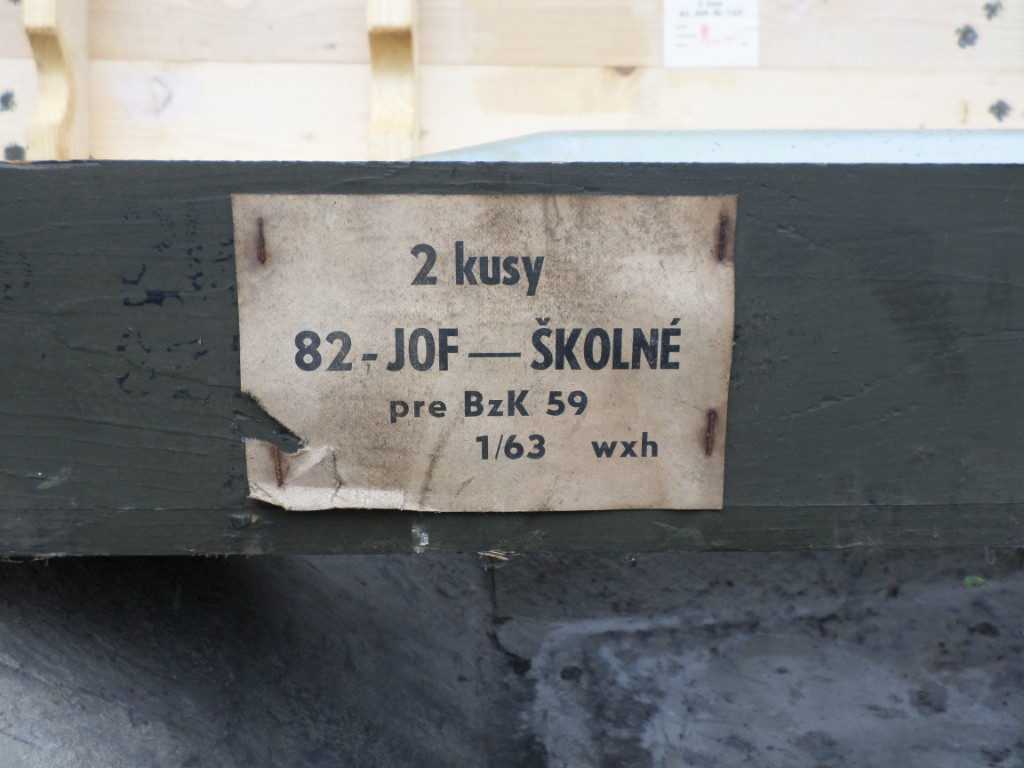 2 kusy
82-JOF — ŠKOLNÉ
pre BzK 59
1/63 wxh